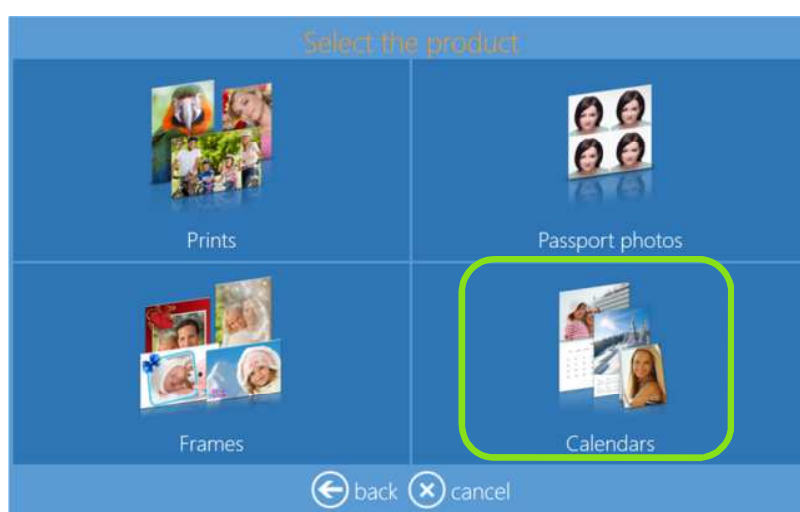 Select the product
Prints
Passport photos
Frames
Calendars
back
cancel